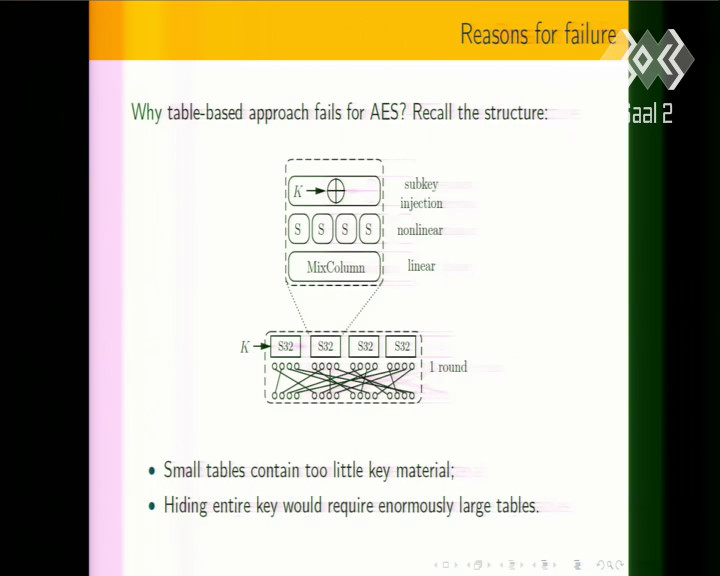 Reasons for failure
Saal 2
Why table-based approach fails for AES? Recall the structure:
K
subkey
injection
S S S S
nonlinear
MixColumn
linear
K
S32 S32 S32 S32
1 round
• Small tables contain too little key material;
• Hiding entire key would require enormously large tables.